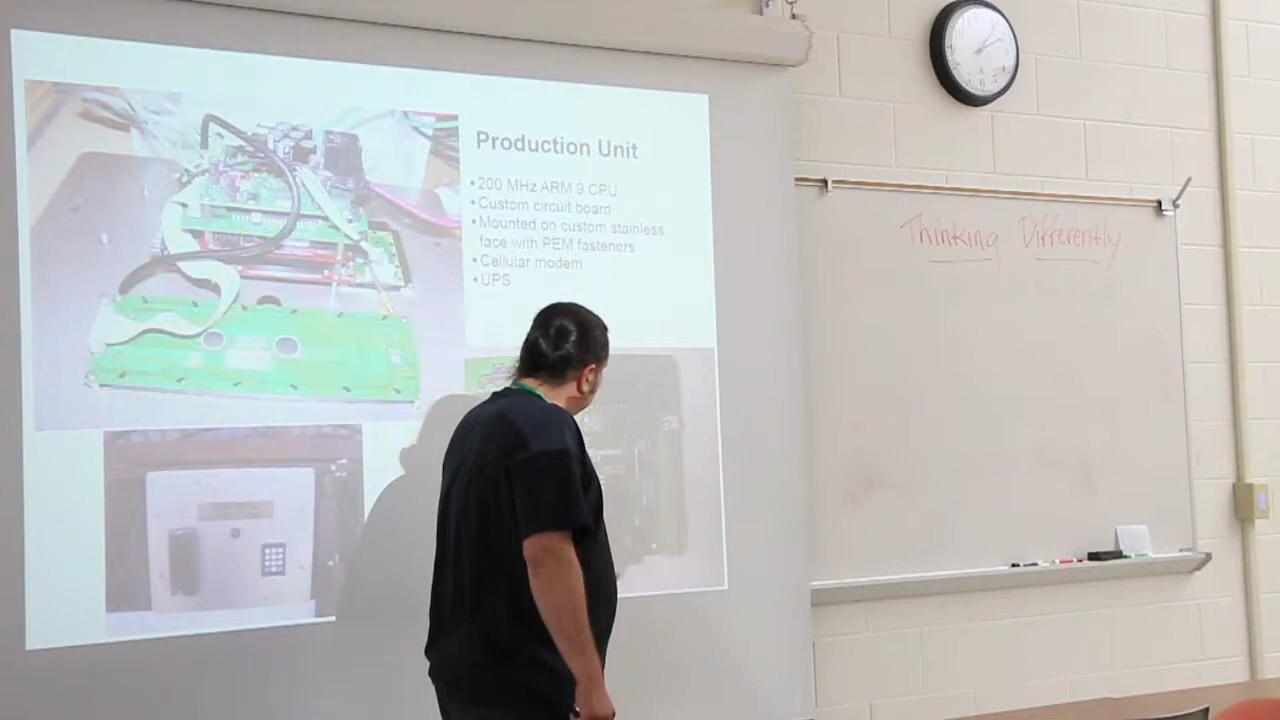 Production Unit
•200 MHz ARM 9 CPU
•Custom circuit board
•Mounted on custom stainless
face with PEM fasteners
•Cellular modem
•UPS
Thinking Differently